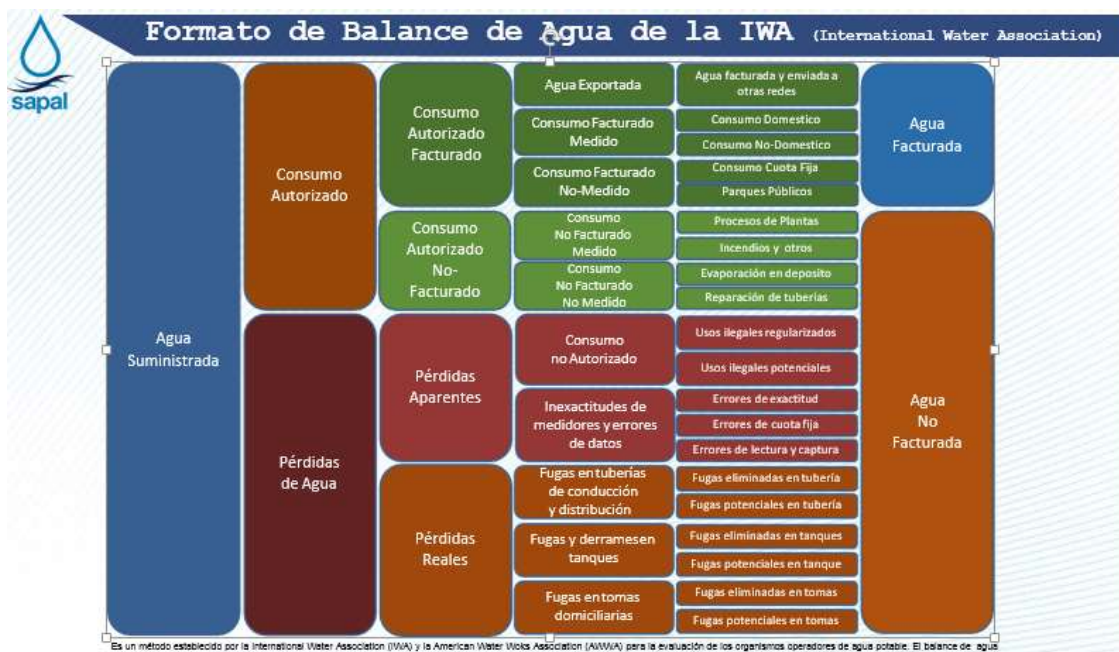 Formato de Balance de Agua de la IWA (International Water Association)
sapal
Agua
Suministrada
Consumo
Autorizado
Pérdidas
de Agua
Consumo
Autorizado
Facturado
Consumo
Autorizado
No-
Facturado
Pérdidas
Aparentes
Pérdidas
Reales
Agua Exportada
Consumo Facturado
Medido
Consumo Facturado
No-Medido
Consumo
No Facturado
Medido
Consumo
No Facturado
No Medido
Consumo
no Autorizado
Inexactitudes de
medidores y errores
de datos
Fugas en tuberías
de conducción
y distribución
Fugas y derramesen
tanques
Fugas en tomas
domiciliarias
Agua facturada y enviada a
otras redes
Consumo Domestico
Consumo No-Domestico
Consumo Cuota Fija
Parques Públicos
Procesos de Plantas
Incendios y otros
Evaporación en deposito
Reparación de tuberías
Usos ilegales regularizados
Usos ilegales potenciales
Errores de exactitud
Errores de cuota fija
Errores de lectura y captura
Fugas eliminadas en tubería
Fugas potenciales en tubería
Fugas eliminadas en tanques
Fugas potenciales en tanque
Fugas eliminadas en tomas
Fugas potenciales en tomas
Agua
Facturada
Agua
No
Facturada
Es un método establecido por la International Water Association (IWA) y la American Water Woks Association (AWWA) para la evaluación de los organismos operadores de agua potable. El balance de agua